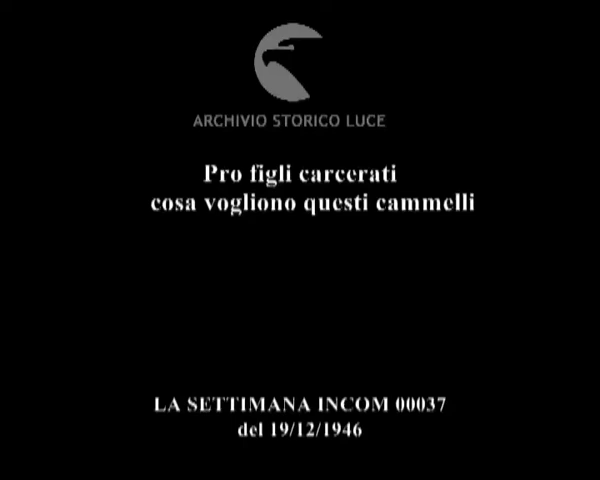 ARCHIVIO STORICO LUCE
Pro figli carcerati
cosa vogliono questi cammelli
LA SETTIMANA INCOM 00037
del 19/12/1946